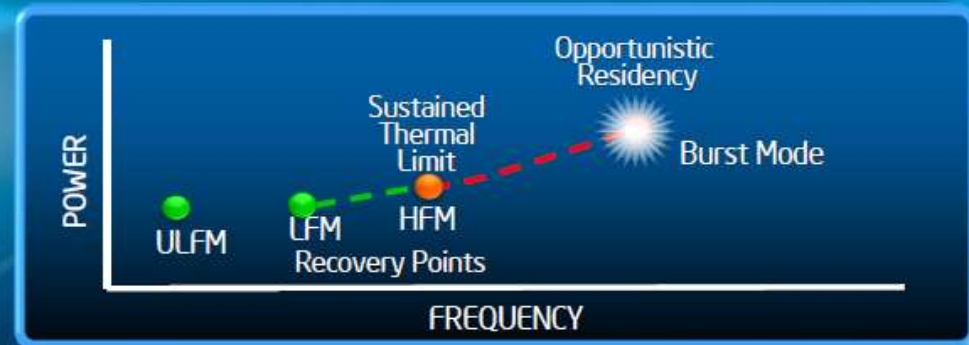 Opportunistic
Residency
Sustained
Thermal
Limit
Burst Mode
POWER
ULFM
LFM
HFM
Recovery Points
FREQUENCY